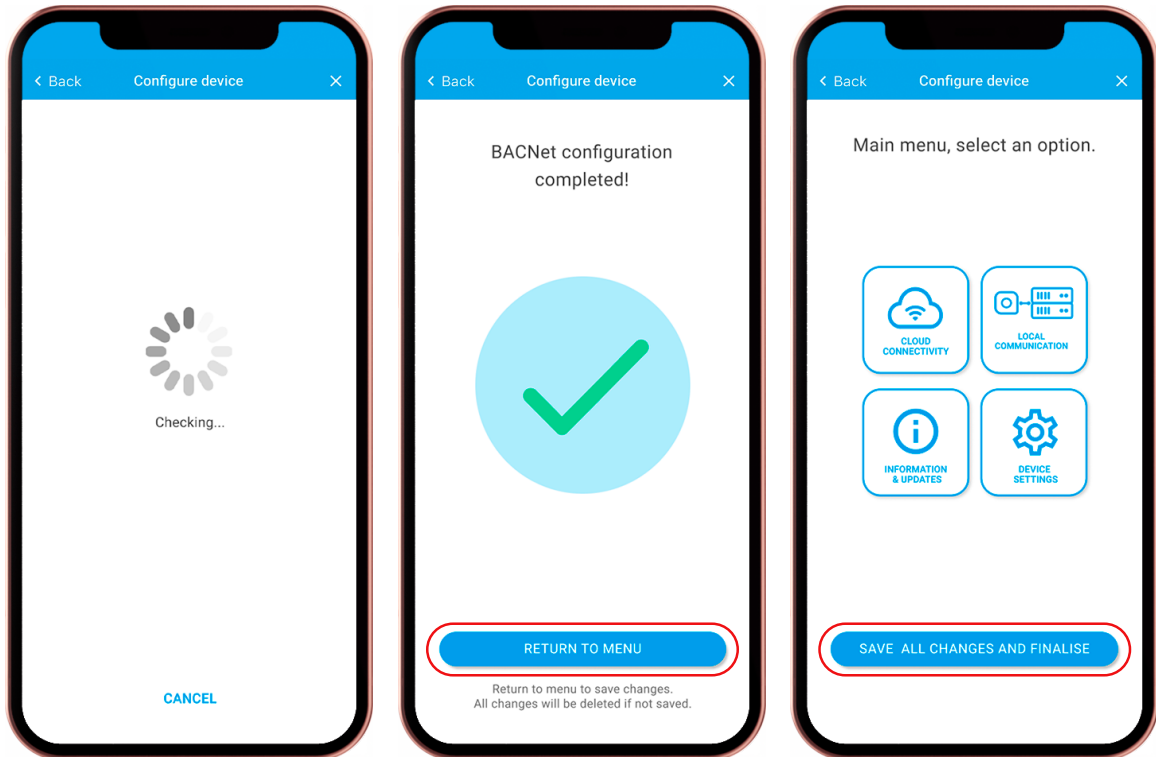 Back
Configure device
Checking...
CANCEL
Back
Configure device
BACNet configuration
completed!
RETURN TO MENU
Return to menu to save changes.
All changes will be deleted if not saved.
Back
Configure device
Main menu, select an option.
CLOUD
CONNECTIVITY
LOCAL
COMMUNICATION
INFORMATION
& UPDATES
DEVICE
SETTINGS
SAVE ALL CHANGES AND FINALISE